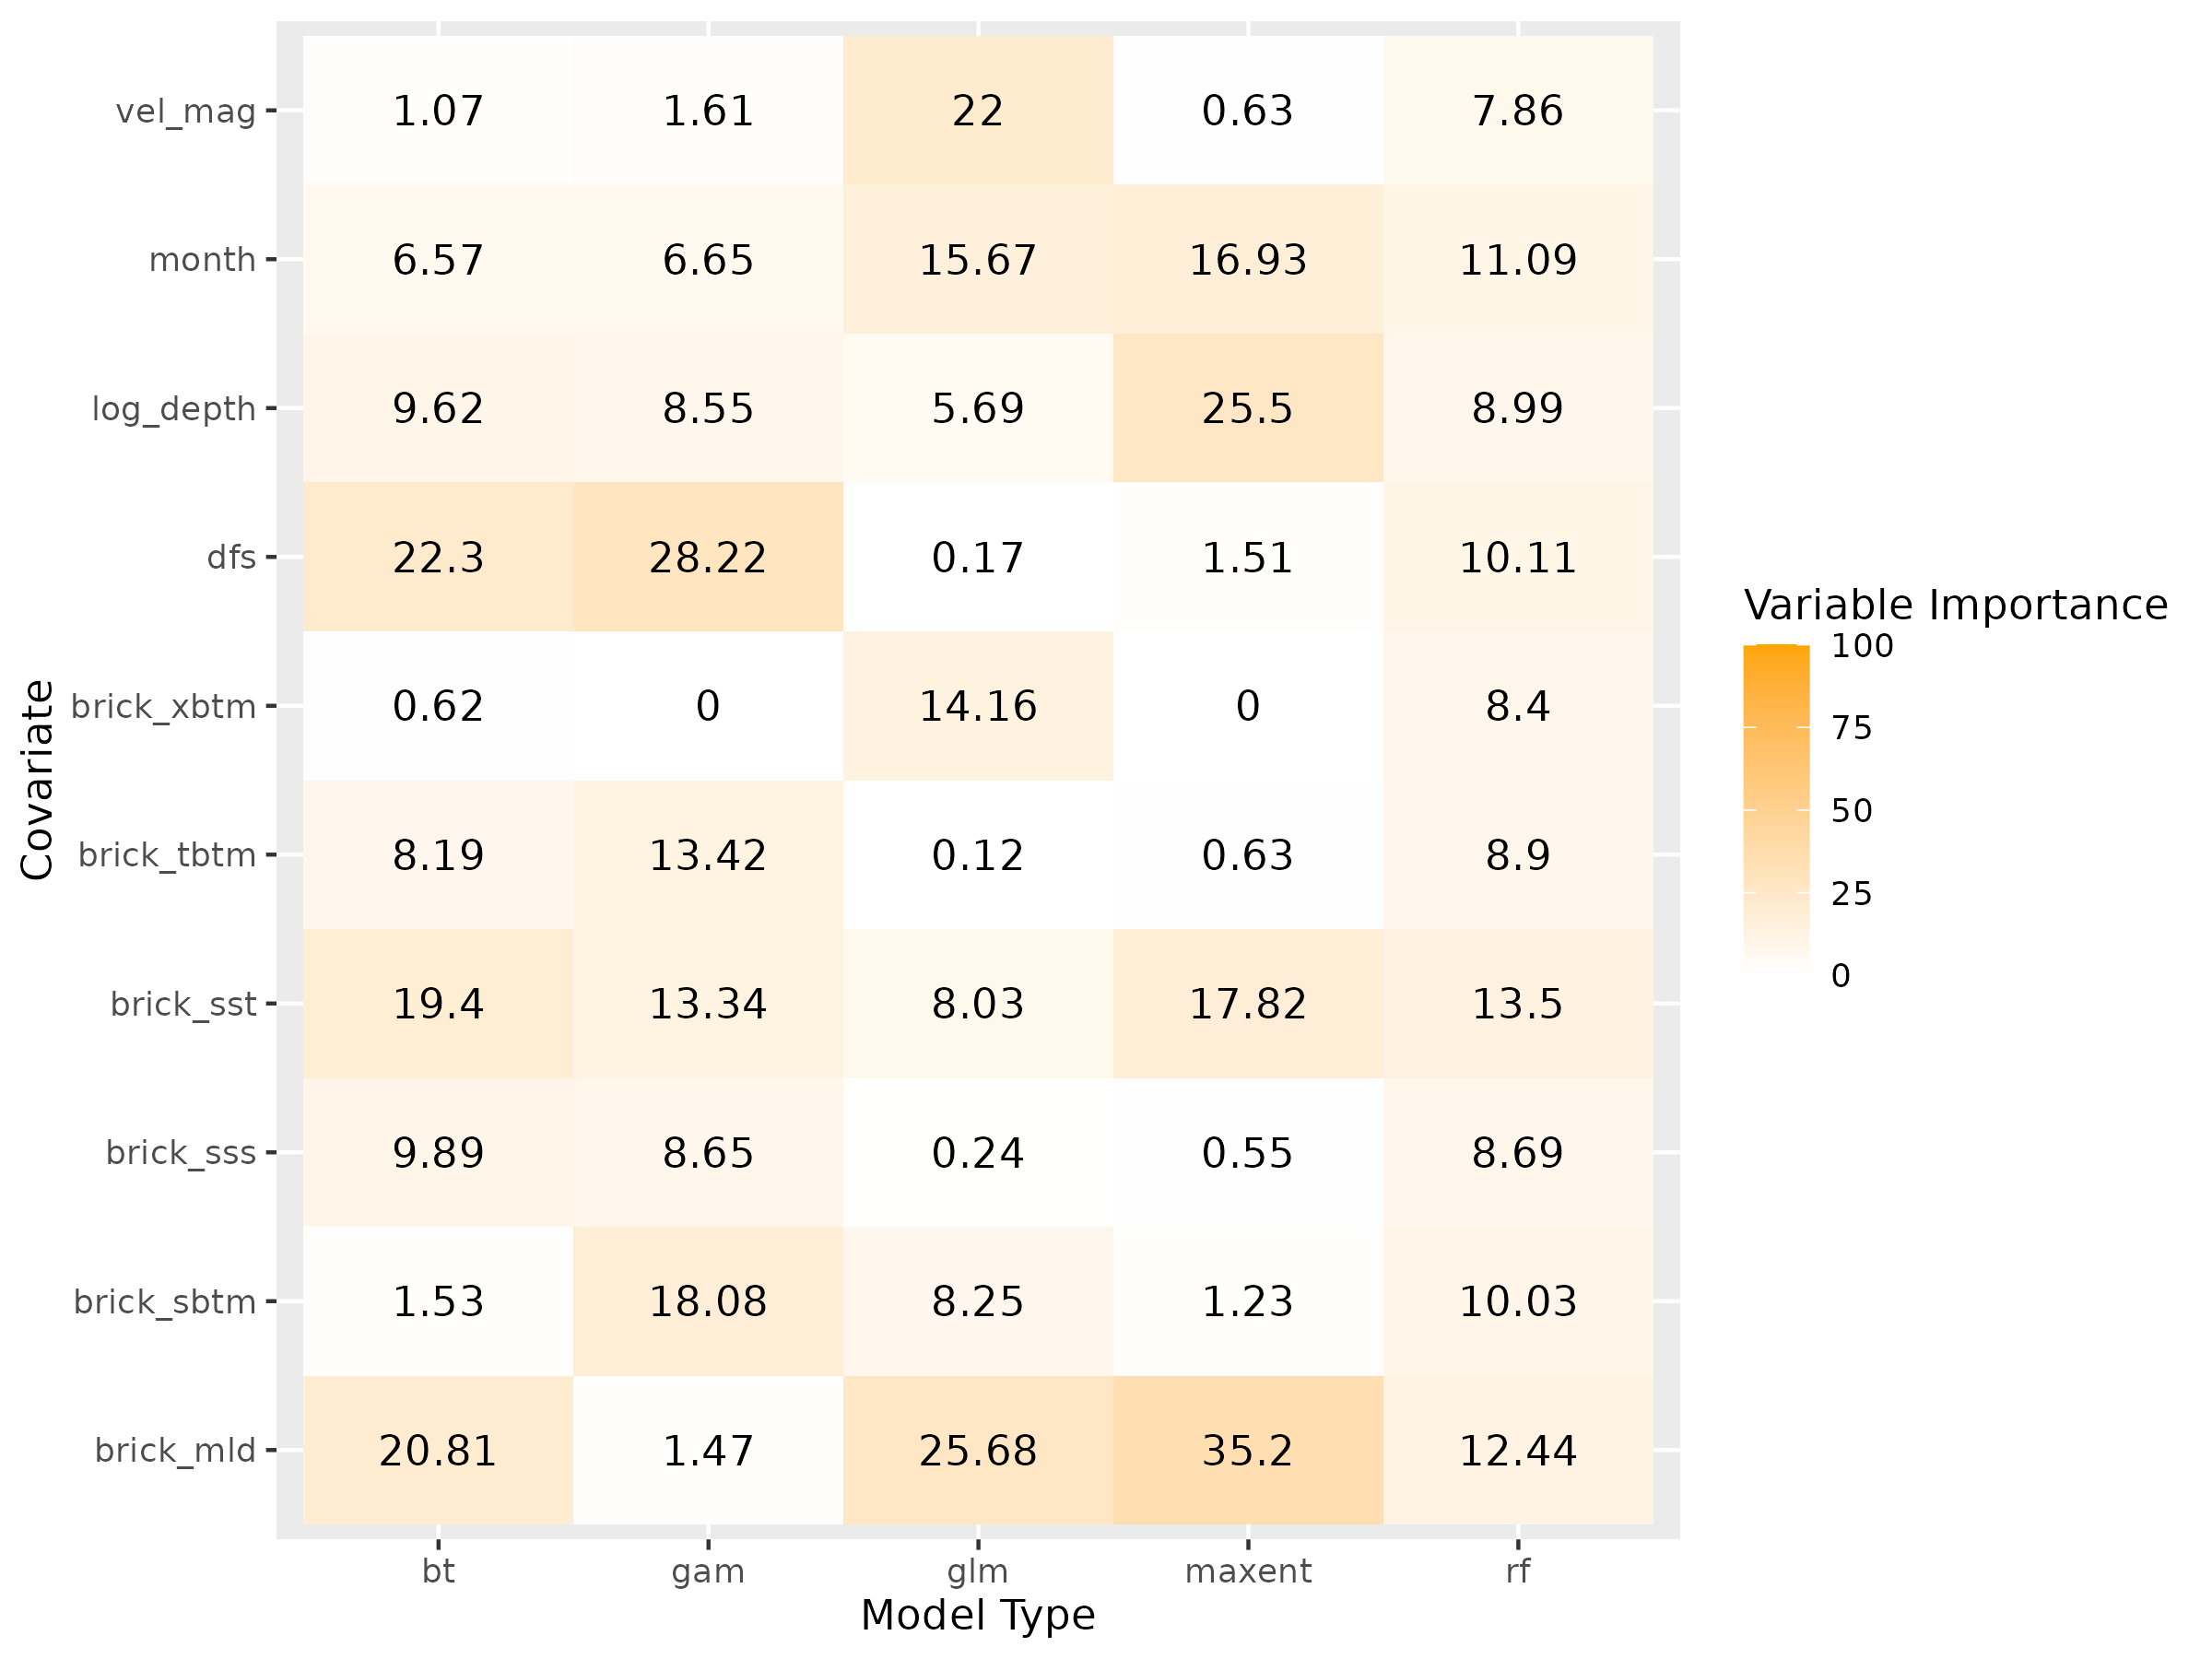 vel_mag 1.07 1.61 22 0.63 7.86
month 6.57 6.65 15.67 16.93 11.09
log_depth 9.62 8.55 5.69 25.5 8.99
dfs 22.3 28.22 0.17 1.51 10.11
brick_xbtm 0.62 0 14.16 0 8.4
brick_tbtm 8.19 13.42 0.12 0.63 8.9
brick_sst 19.4 13.34 8.03 17.82 13.5
brick_sss 9.89 8.65 0.24 0.55 8.69
brick_sbtm 1.53 18.08 8.25 1.23 10.03
brick_mld 20.81 1.47 25.68 35.2 12.44
bt gam glm maxent rf
Model Type
Covariate
Variable Importance
100
75
50
25
0